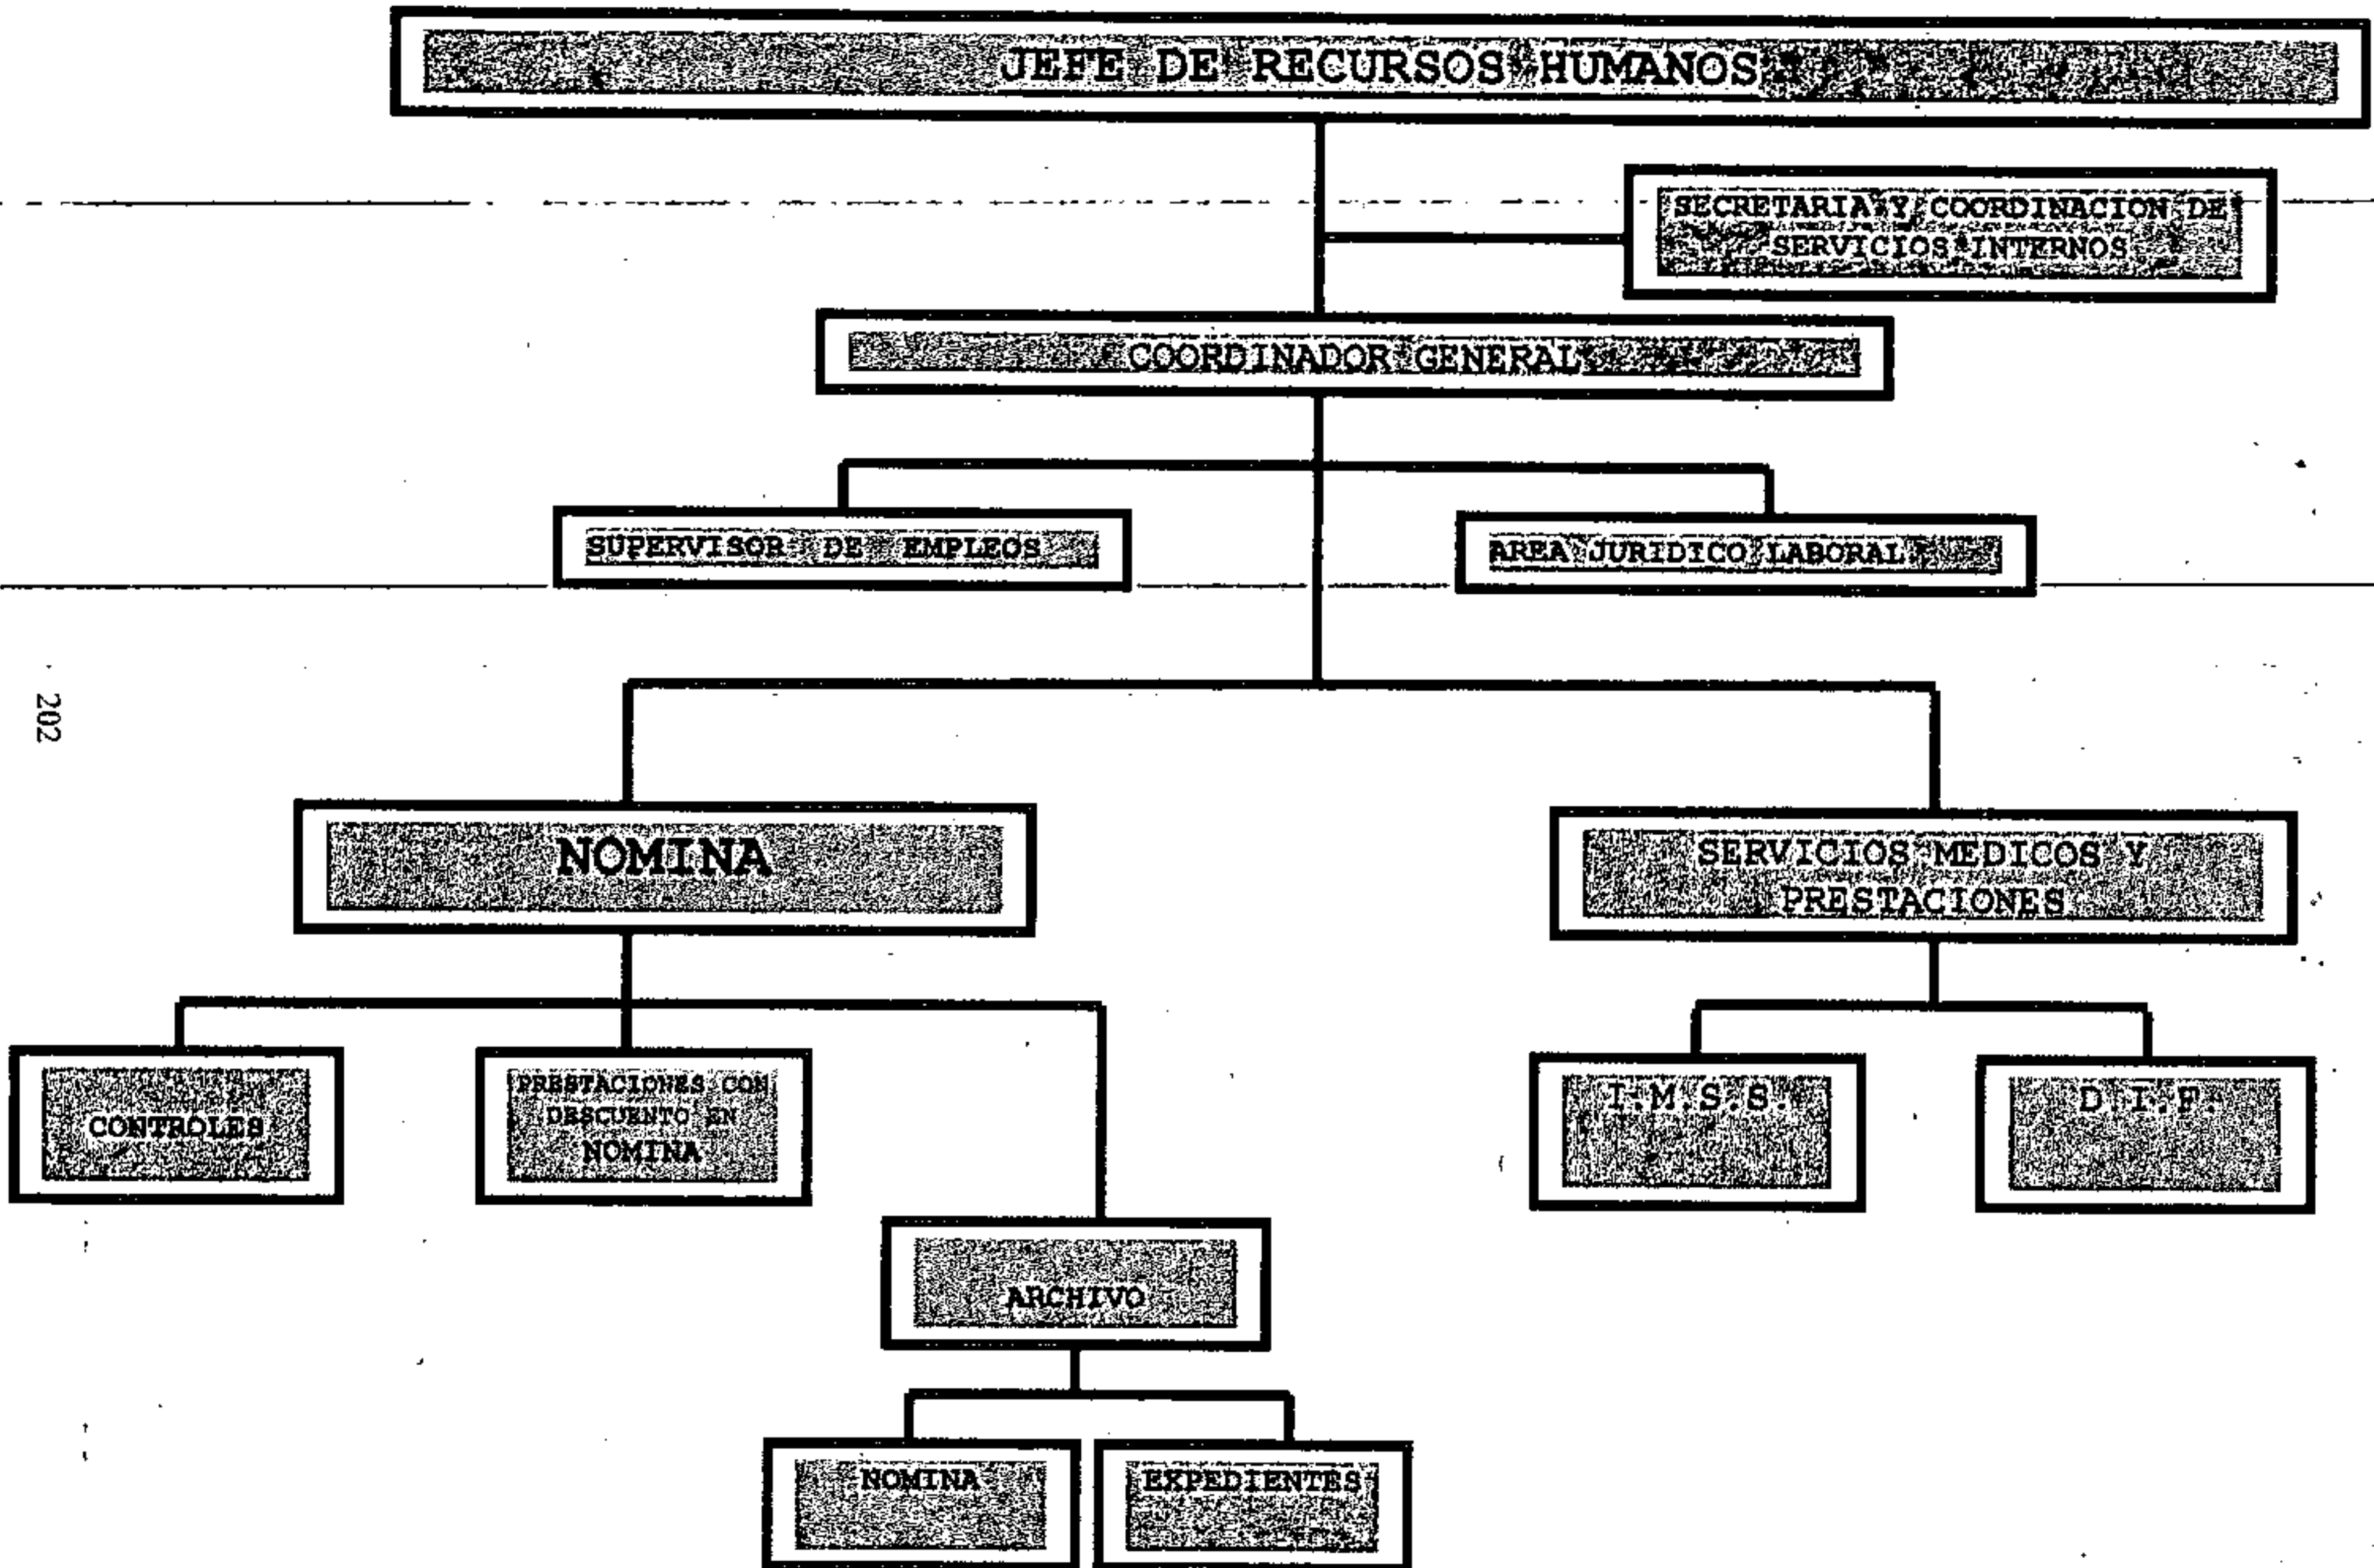 JEFE DE RECURSOS HUMANOS
SECRETARIA Y COORDINACION DE
SERVICIOS INTERNOS
COORDINADOR GENERAL
SUPERVISOR DE EMPLEOS
AREA JURIDICO LABORAL
202
NOMINA
SERVICIOS MEDICOS Y
PRESTACIONES
CONTROLES
PRESTACIONES CON
DESCUENTO EN
NOMINA
I.M.S.S.
D.I.F.
ARCHIVO
NOMINA
EXPEDIENTES